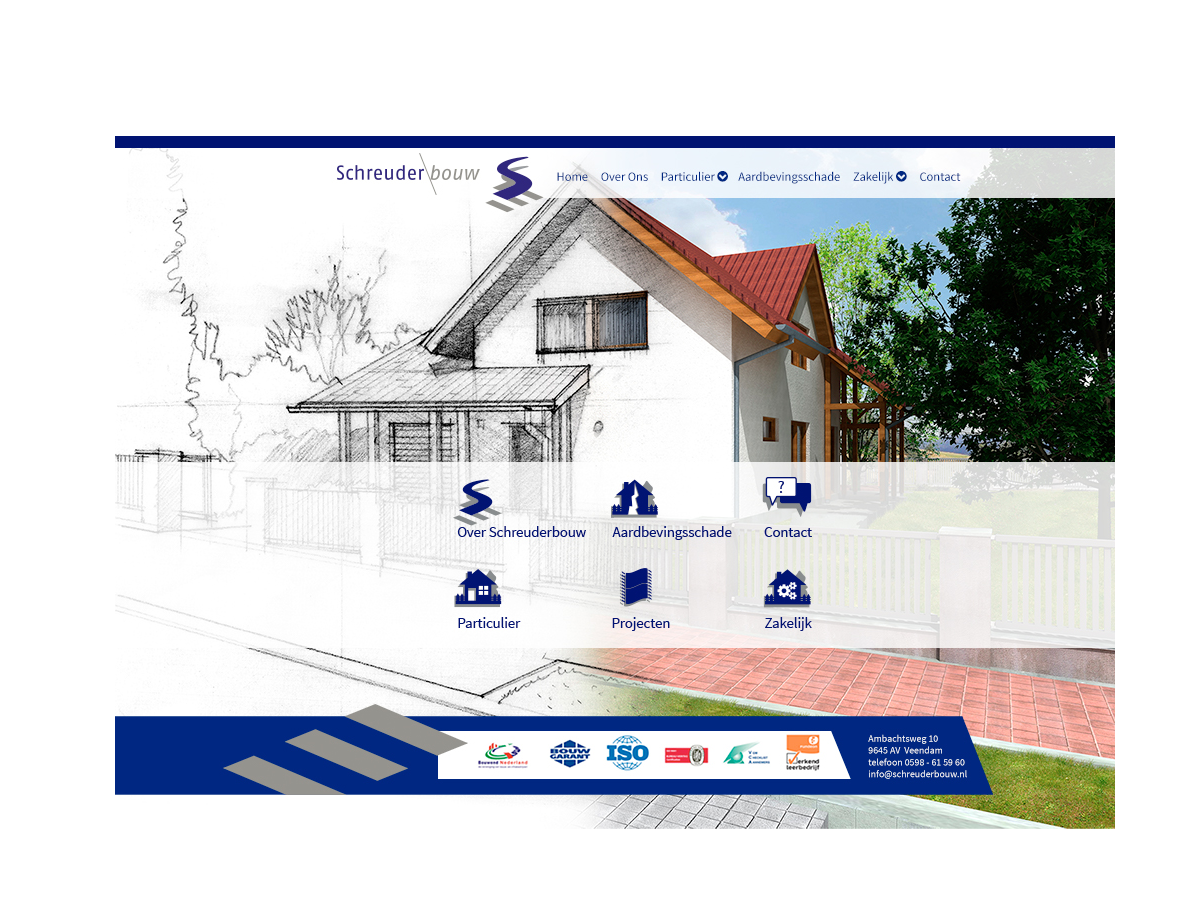 Schreuder bouw
Home Over Ons Particulier Aardbevingsschade Zakelijk Contact
?
Over Schreuderbouw Aardbevingsschade Contact
Particulier Projecten Zakelijk
Bouwend Nederland
BOUW GARANT
ISO
erkend leerbedrijf
Ambachtsweg 10
9645 AV Veendam
telefoon 0598 - 61 59 60
info@schreuderbouw.nl